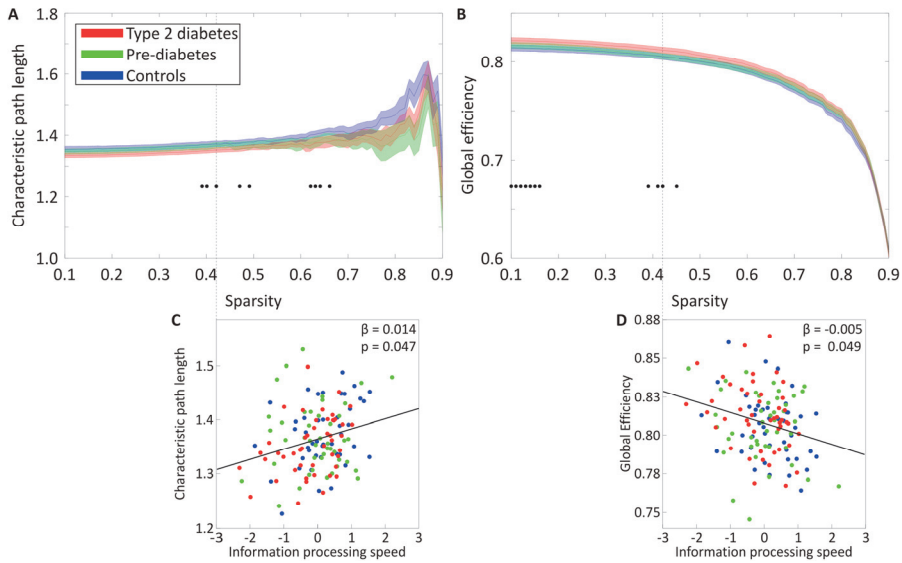 A
Type 2 diabetes
Pre-diabetes
Controls
Characteristic path length
1.8
1.6
1.4
1.2
1.0
0.1 0.2 0.3 0.4 0.5 0.6 0.7 0.8 0.9
Sparsity
B
Global efficiency
0.8
0.7
0.6
0.1 0.2 0.3 0.4 0.5 0.6 0.7 0.8 0.9
Sparsity
C
β = 0.014
p = 0.047
Characteristic path length
1.5
1.4
1.3
1.2
-3 -2 -1 0 1 2 3
Information processing speed
D
β = -0.005
p = 0.049
Global Efficiency
0.88
0.85
0.83
0.80
0.78
0.75
-3 -2 -1 0 1 2 3
Information processing speed